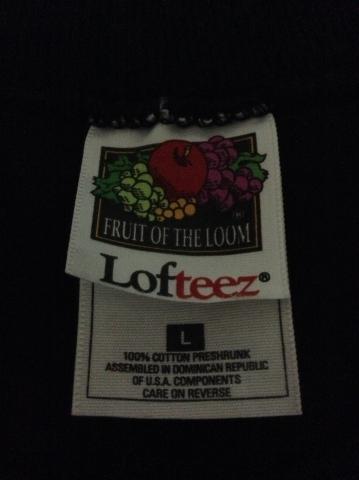 FRUIT OF THE LOOM
Lofteez®
L
100% COTTON PRESHRUNK
ASSEMBLED IN DOMINICAN REPUBLIC
OF U.S.A. COMPONENTS
CARE ON REVERSE